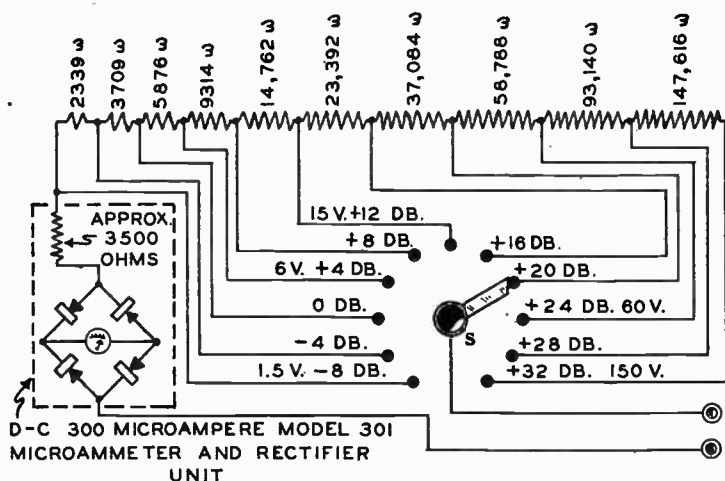 2339 ω
3709 ω
5876 ω
9314 ω
14,762 ω
23,392 ω
37,084 ω
58,788 ω
93,140 ω
147,616 ω
APPROX.
3500
OHMS
15 V. +12 DB.
+8 DB.
+16 DB.
6 V. +4 DB.
+20 DB.
0 DB.
+24 DB. 60 V.
S
-4 DB.
+28 DB.
1.5 V. -8 DB.
+32 DB. 150 V.
D-C 300 MICROAMPERE MODEL 301
MICROAMMETER AND RECTIFIER
UNIT